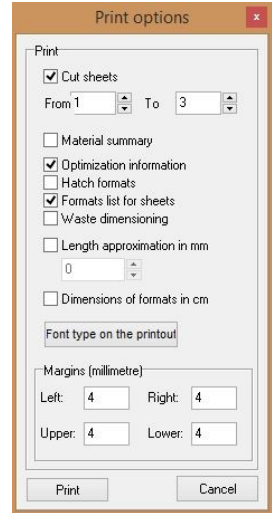 Print options
x
Print
Cut sheets
From 1 To 3
Material summary
Optimization information
Hatch formats
Formats list for sheets
Waste dimensioning
Length approximation in mm
0
Dimensions of formats in cm
Font type on the printout
Margins (millimetre)
Left: 4 Right: 4
Upper: 4 Lower: 4
Print Cancel